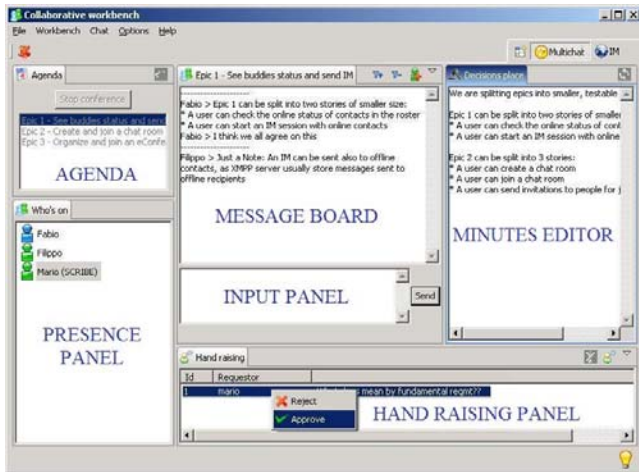 Collaborative workbench
File Workbench Chat Options Help
Multichat IM
Agenda
Stop conference
Epic 1 - See buddies status and send
Epic 2 - Create and join a chat room
Epic 3 - Organize and join an eConfe
AGENDA
Who's on
Fabio
Filippo
Mario (SCRIBE)
PRESENCE
PANEL
Epic 1 - See buddies status and send IM
--------------------
Fabio > Epic 1 can be split into two stories of smaller size:
* A user can check the online status of contacts in the roster
* A user can start an IM session with online contacts
Fabio > I think we all agree on this
--------------------
Filippo > Just a Note: An IM can be sent also to offline
contacts, as XMPP server usually store messages sent to
offline recipients
MESSAGE BOARD
INPUT PANEL
Send
Decisions place
We are splitting epics into smaller, testable
Epic 1 can be split into two stories of smaller
* A user can check the online status of cont
* A user can start an IM session with online
Epic 2 can be split into 3 stories:
* A user can create a chat room
* A user can join a chat room
* A user can send invitations to people for j
MINUTES EDITOR
Hand raising
Id Requestor
1 mario mean by fundamental reqmt??
Reject
Approve
HAND RAISING PANEL